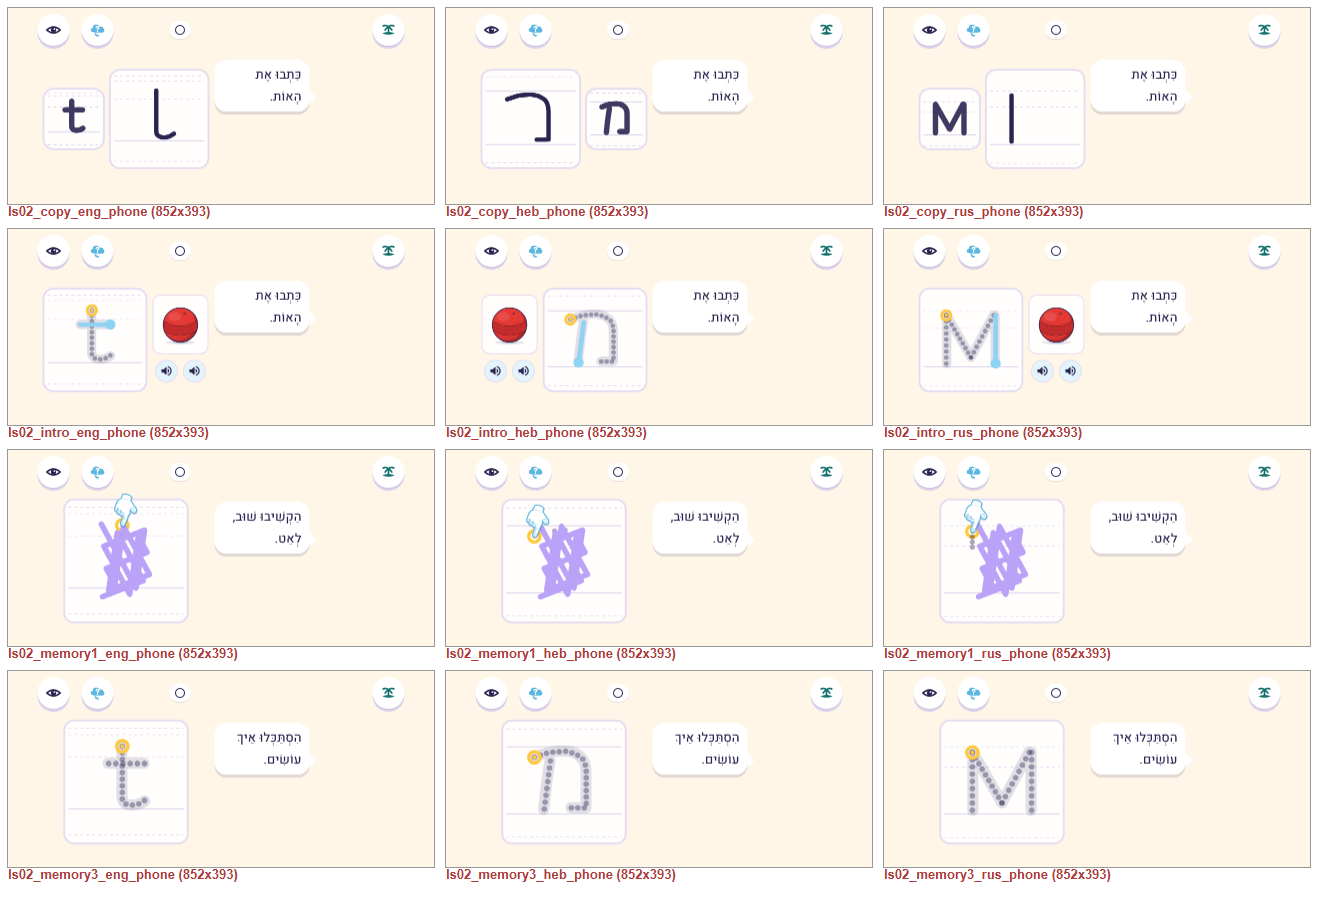 כִּתְבוּ אֶת
הָאוֹת.
t
ls02_copy_eng_phone (852x393)
כִּתְבוּ אֶת
הָאוֹת.
מ
ls02_copy_heb_phone (852x393)
כִּתְבוּ אֶת
הָאוֹת.
М
ls02_copy_rus_phone (852x393)
כִּתְבוּ אֶת
הָאוֹת.
t
ls02_intro_eng_phone (852x393)
כִּתְבוּ אֶת
הָאוֹת.
מ
ls02_intro_heb_phone (852x393)
כִּתְבוּ אֶת
הָאוֹת.
М
ls02_intro_rus_phone (852x393)
הַקְשִׁיבוּ שׁוּב,
לְאַט.
ls02_memory1_eng_phone (852x393)
הַקְשִׁיבוּ שׁוּב,
לְאַט.
ls02_memory1_heb_phone (852x393)
הַקְשִׁיבוּ שׁוּב,
לְאַט.
ls02_memory1_rus_phone (852x393)
הִסְתַּכְּלוּ אֵיךְ
עוֹשִׂים.
t
ls02_memory3_eng_phone (852x393)
הִסְתַּכְּלוּ אֵיךְ
עוֹשִׂים.
מ
ls02_memory3_heb_phone (852x393)
הִסְתַּכְּלוּ אֵיךְ
עוֹשִׂים.
М
ls02_memory3_rus_phone (852x393)